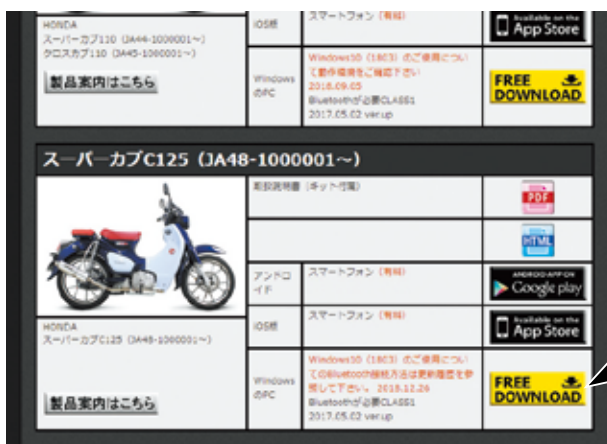 HONDA
スーパーカブ110 (JA44-1000001～)
クロスカブ110 (JA45-1000001～)
製品案内はこちら
iOS機
スマートフォン (有料)
Available on the
App Store
Windows
のPC
Windows10 (1803) のご使用につい
て動作環境をご確認下さい
2018.09.05
Bluetoothが必要CLASS1
2017.05.02 ver.up
FREE
DOWNLOAD
スーパーカブC125 (JA48-1000001～)
取扱説明書 (キット付属)
PDF
HTML
アンドロ
イド
スマートフォン (有料)
ANDROID APP ON
Google play
HONDA
スーパーカブC125 (JA48-1000001～)
製品案内はこちら
iOS機
スマートフォン (有料)
Available on the
App Store
Windows
のPC
Windows10 (1803) のご使用につい
てのBluetooth接続方法は更新履歴を参
照して下さい。 2018.12.26
Bluetoothが必要CLASS1
2017.05.02 ver.up
FREE
DOWNLOAD